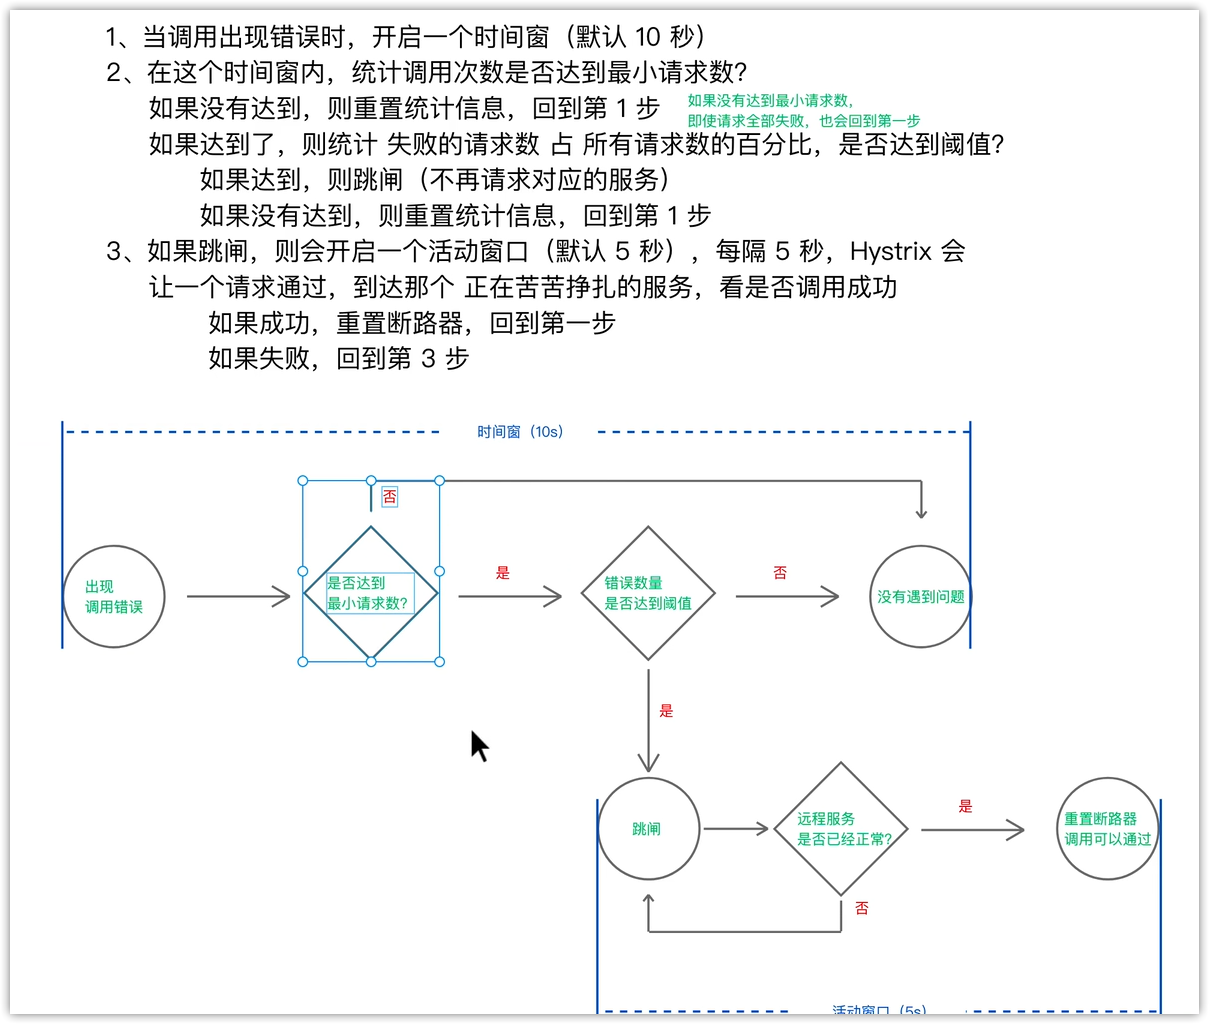 1、当调用出现错误时，开启一个时间窗（默认 10 秒）
2、在这个时间窗内，统计调用次数是否达到最小请求数？
如果没有达到，则重置统计信息，回到第 1 步
如果没有达到最小请求数，
即使请求全部失败，也会回到第一步
如果达到了，则统计 失败的请求数 占 所有请求数的百分比，是否达到阈值？
如果达到，则跳闸（不再请求对应的服务）
如果没有达到，则重置统计信息，回到第 1 步
3、如果跳闸，则会开启一个活动窗口（默认 5 秒），每隔 5 秒，Hystrix 会
让一个请求通过，到达那个 正在苦苦挣扎的服务，看是否调用成功
如果成功，重置断路器，回到第一步
如果失败，回到第 3 步
时间窗（10s）
否
出现
调用错误
是否达到
最小请求数?
是
错误数量
是否达到阈值
否
没有遇到问题
是
跳闸
远程服务
是否已经正常?
是
重置断路器
调用可以通过
否
活动窗口（5s）